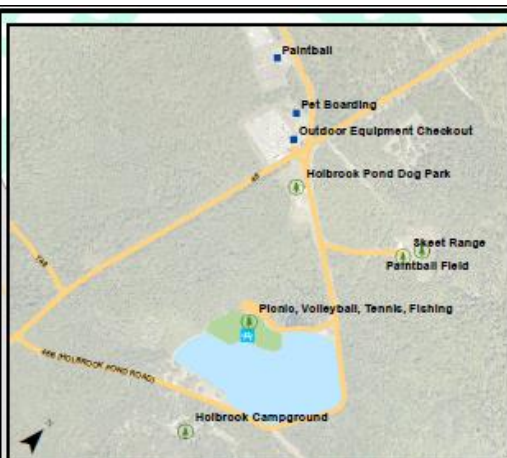 Paintball
Pet Boarding
Outdoor Equipment Checkout
48
Holbrook Pond Dog Park
Skeet Range
Paintball Field
Picnic, Volleyball, Tennis, Fishing
(HOLBROOK POND ROAD)
Holbrook Campground